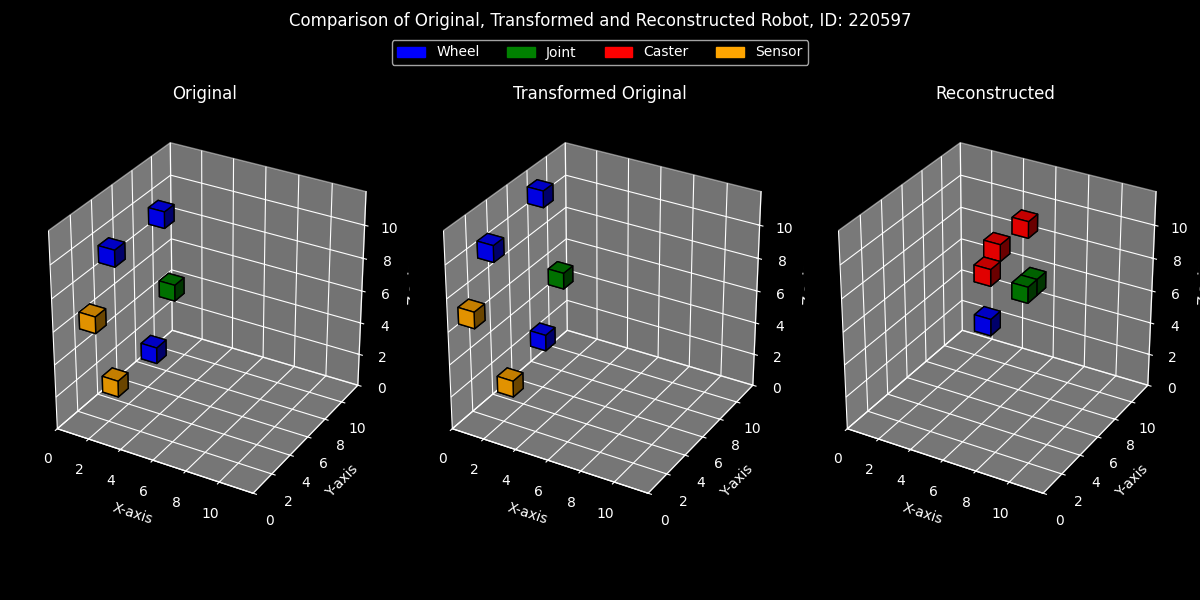 Comparison of Original, Transformed and Reconstructed Robot, ID: 220597
Wheel Joint Caster Sensor
Original Transformed Original Reconstructed
10 10 10
8 8 8
6 6 6
4 4 4
2 2 2
0 0 0
10 10 10
8 8 8
0 6 0 6 0 6
2 4 2 4 2 4
4 2 4 2 4 2
6 0 6 0 6 0
8 8 8
10 10 10
X-axis Y-axis X-axis Y-axis X-axis Y-axis